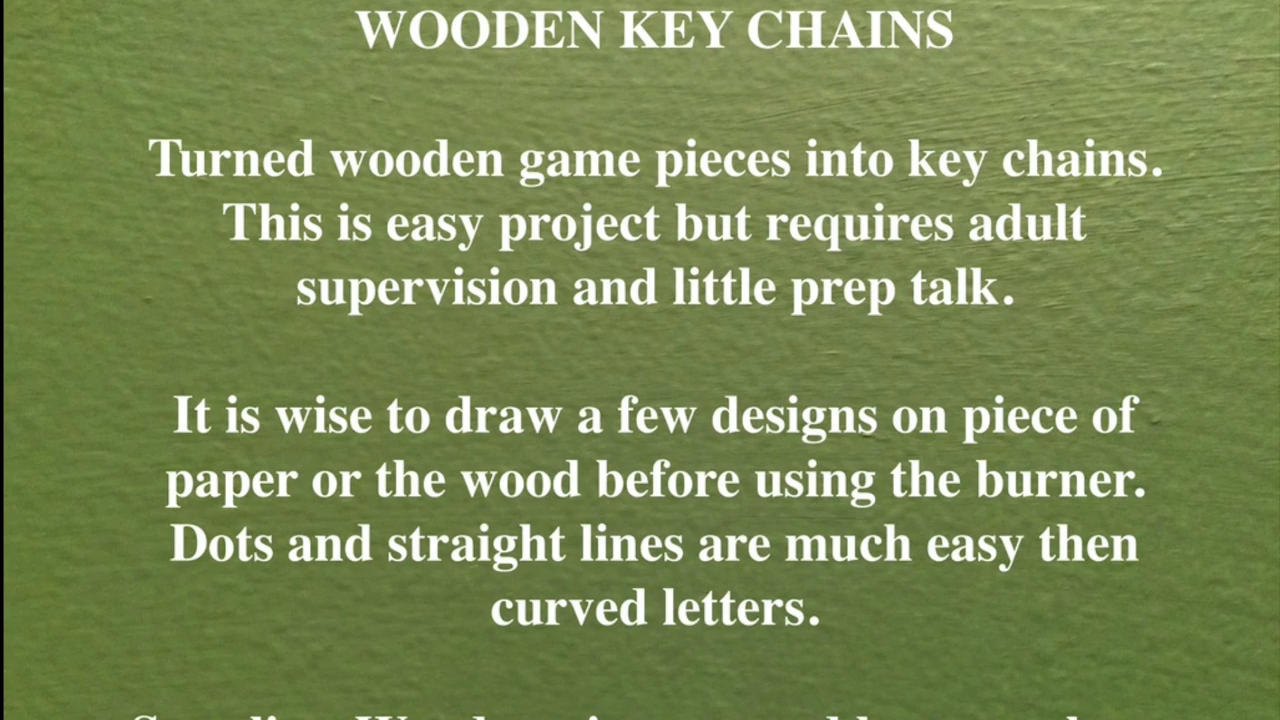 WOODEN KEY CHAINS
Turned wooden game pieces into key chains.
This is easy project but requires adult
supervision and little prep talk.
It is wise to draw a few designs on piece of
paper or the wood before using the burner.
Dots and straight lines are much easy then
curved letters.